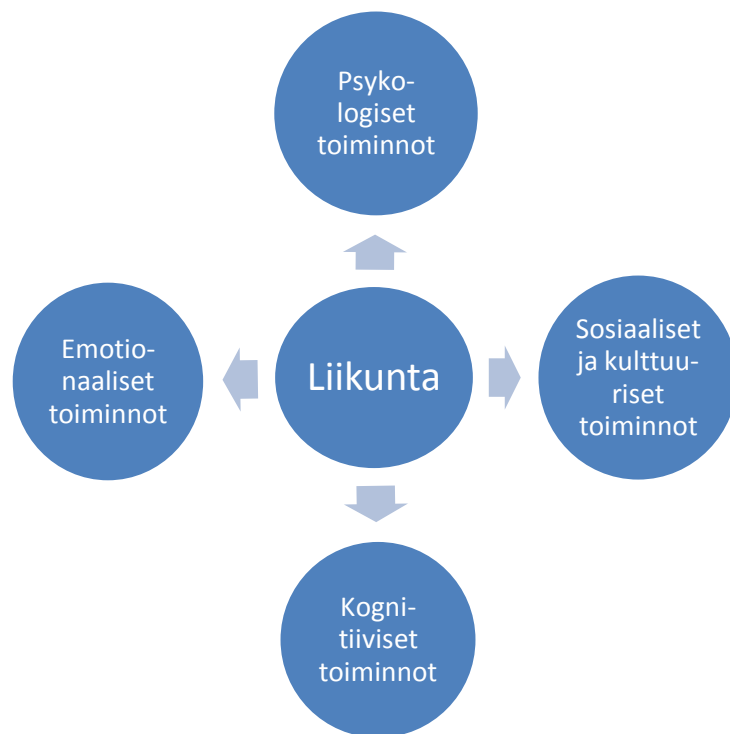 Psyko-
logiset
toiminnot
Emotio-
naaliset
toiminnot
Liikunta
Sosiaaliset
ja kulttuu-
riset
toiminnot
Kogni-
tiiviset
toiminnot